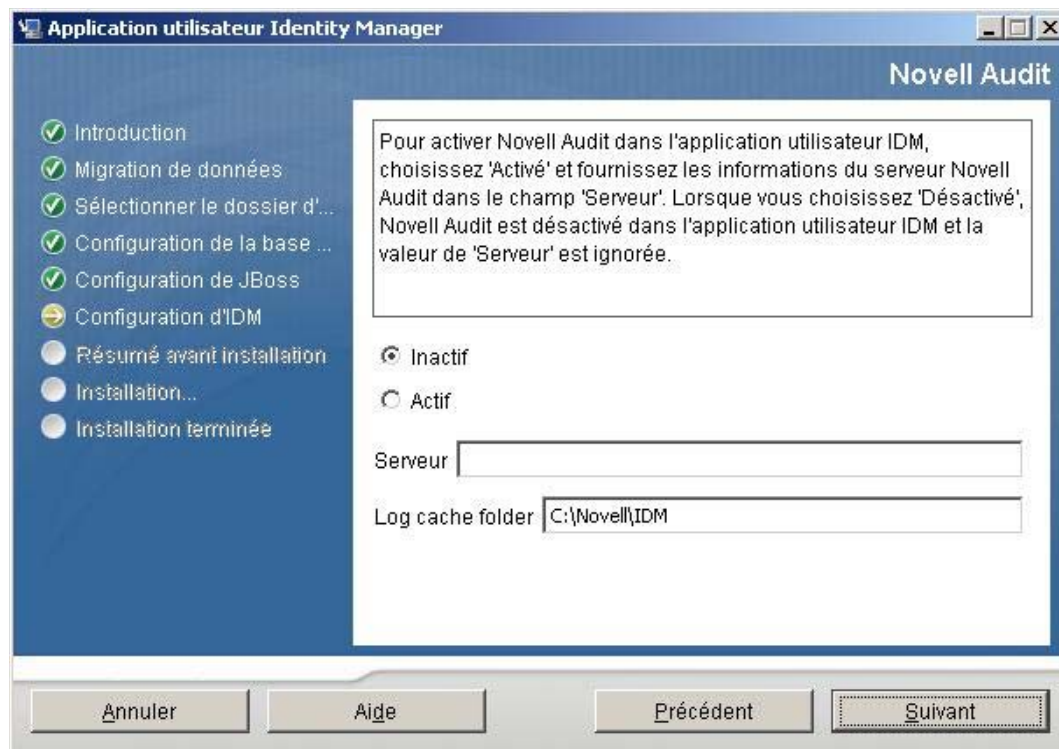 Application utilisateur Identity Manager
Novell Audit
Introduction
Migration de données
Sélectionner le dossier d'...
Configuration de la base ...
Configuration de JBoss
Configuration d'IDM
Résumé avant installation
Installation...
Installation terminée
Pour activer Novell Audit dans l'application utilisateur IDM,
choisissez 'Activé' et fournissez les informations du serveur Novell
Audit dans le champ 'Serveur'. Lorsque vous choisissez 'Désactivé',
Novell Audit est désactivé dans l'application utilisateur IDM et la
valeur de 'Serveur' est ignorée.
Inactif
Actif
Serveur
Log cache folder C:\Novell\IDM
Annuler Aide Précédent Suivant